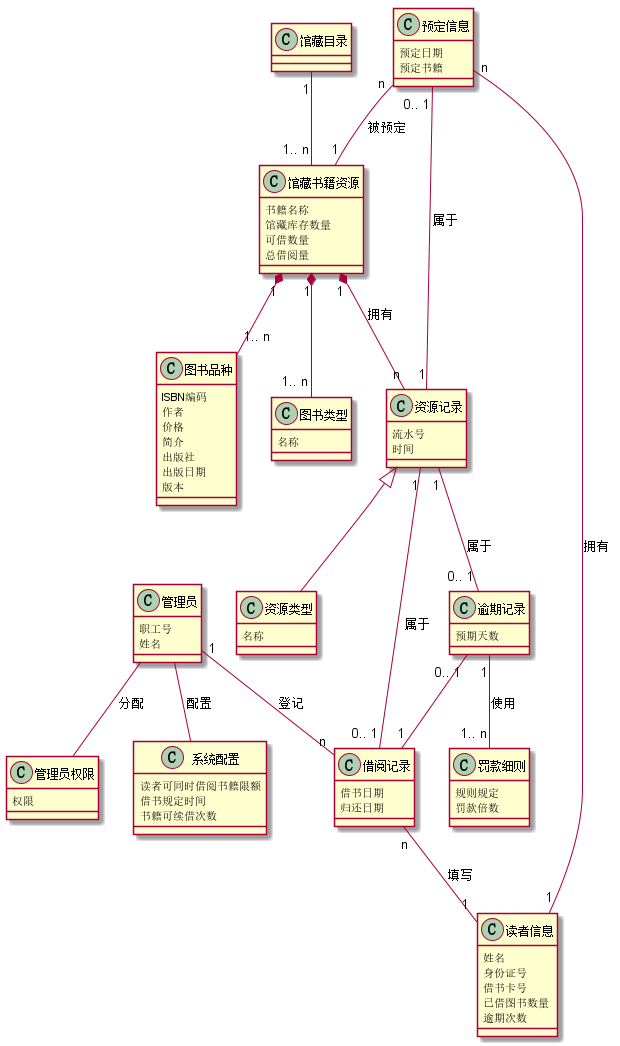 C 馆藏目录
C 预定信息
预定日期
预定书籍
1
n
0..1
n
被预定
1..n
1
C 馆藏书籍资源
书籍名称
馆藏库存数量
可借数量
总借阅量
属于
1
1
1
拥有
1..n
1..n
n
1
C 图书品种
ISBN编码
作者
价格
简介
出版社
出版日期
版本
C 图书类型
名称
C 资源记录
流水号
时间
1
1
属于
拥有
0..1
C 管理员
职工号
姓名
C 资源类型
名称
C 逾期记录
预期天数
属于
1
0..1
1
分配
配置
登记
使用
n
0..1
1
1..n
C 管理员权限
权限
C 系统配置
读者可同时借阅书籍限额
借书规定时间
书籍可续借次数
C 借阅记录
借书日期
归还日期
C 罚款细则
规则规定
罚款倍数
n
填写
1
1
C 读者信息
姓名
身份证号
借书卡号
已借图书数量
逾期次数